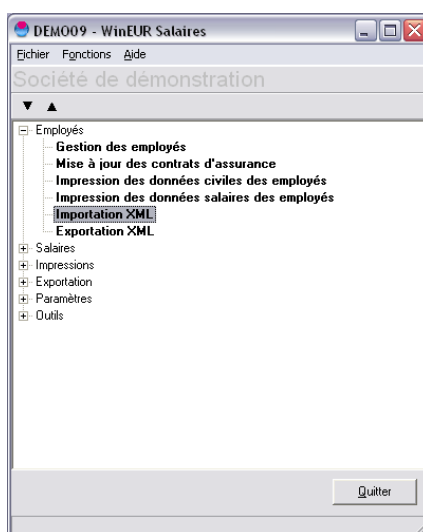 DEMO09 - WinEUR Salaires
Fichier Fonctions Aide
Société de démonstration
Employés
Gestion des employés
Mise à jour des contrats d'assurance
Impression des données civiles des employés
Impression des données salaires des employés
Importation XML
Exportation XML
Salaires
Impressions
Exportation
Paramètres
Outils
Quitter